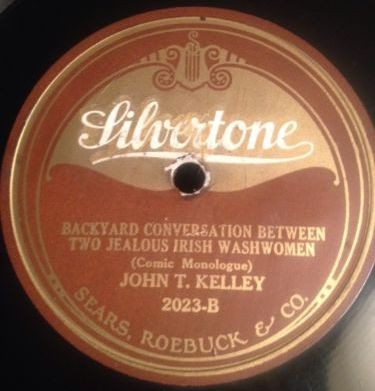 Silvertone
BACKYARD CONVERSATION BETWEEN
TWO JEALOUS IRISH WASHWOMEN
(Comic Monologue)
JOHN T. KELLEY
2023-B
SEARS, ROEBUCK & CO.